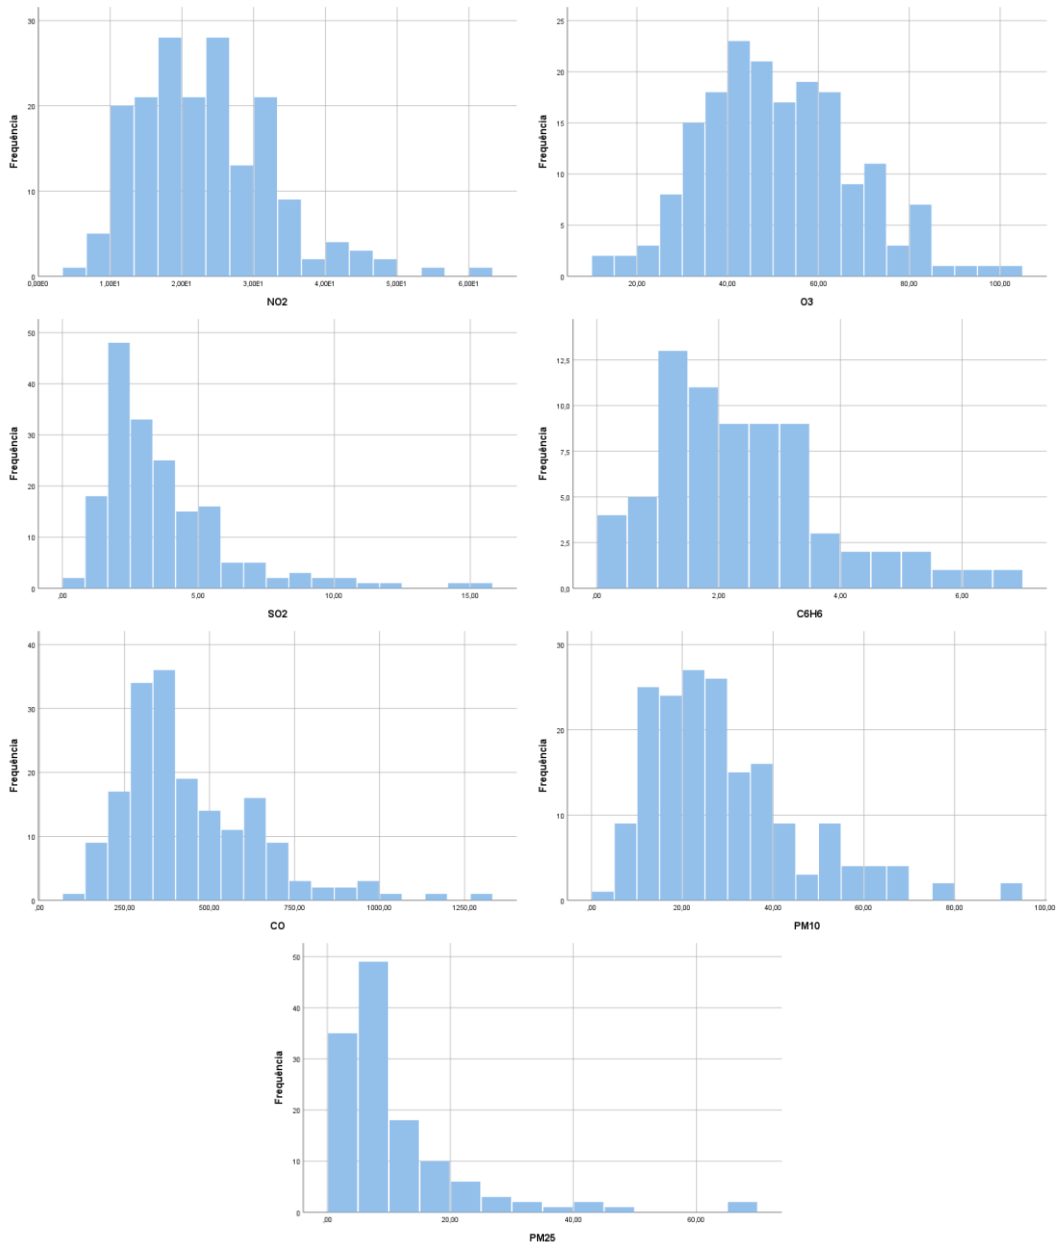 30
20
10
0
Frequência
0,00E0 1,00E1 2,00E1 3,00E1 4,00E1 5,00E1 6,00E1
NO2
25
20
15
10
5
0
Frequência
20,00 40,00 60,00 80,00 100,00
O3
50
40
30
20
10
0
Frequência
,00 5,00 10,00 15,00
SO2
12,5
10,0
7,5
5,0
2,5
0,0
Frequência
,00 2,00 4,00 6,00
C6H6
40
30
20
10
0
Frequência
,00 250,00 500,00 750,00 1000,00 1250,00
CO
30
20
10
0
Frequência
,00 20,00 40,00 60,00 80,00 100,00
PM10
50
40
30
20
10
0
Frequência
,00 20,00 40,00 60,00
PM25